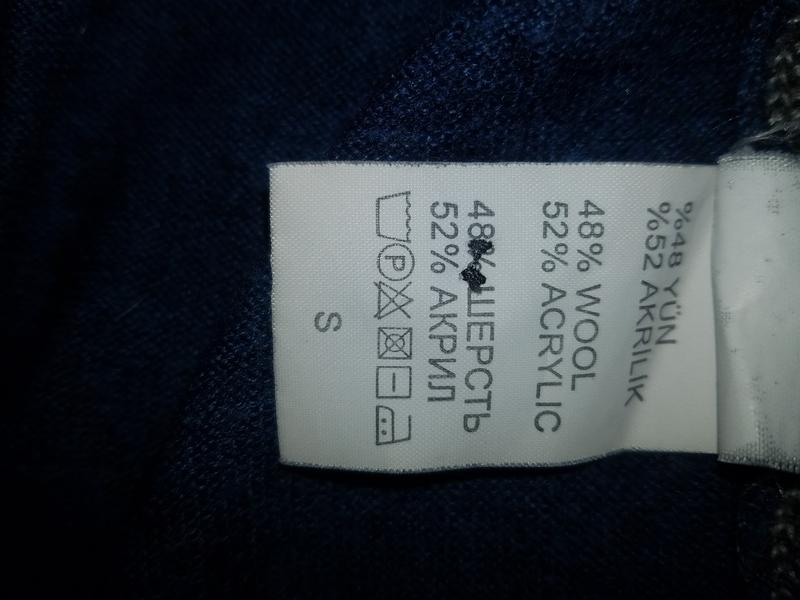 %48 YÜN
%52 AKRİLİK
48% WOOL
52% ACRYLIC
48% ШЕРСТЬ
52% АКРИЛ
P
S